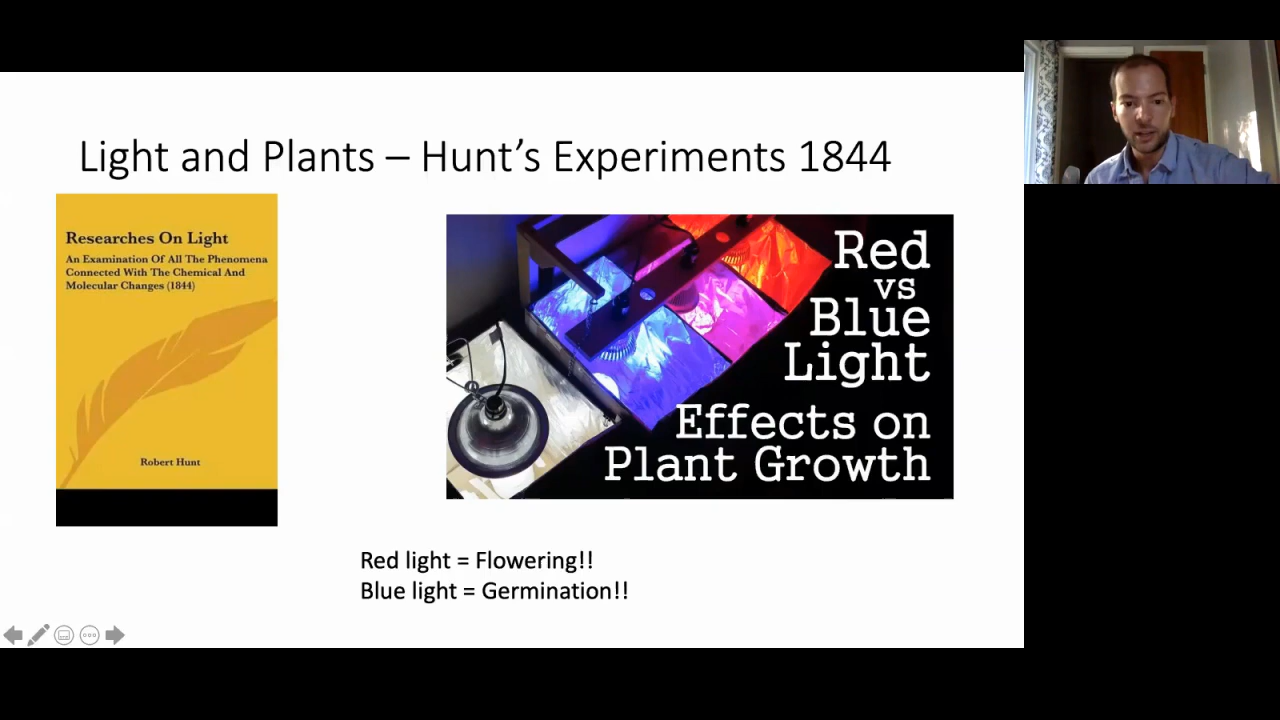 Light and Plants – Hunt's Experiments 1844
Researches On Light
An Examination Of All The Phenomena
Connected With The Chemical And
Molecular Changes (1844)
Robert Hunt
Red
vs
Blue
Light
Effects on
Plant Growth
Red light = Flowering!!
Blue light = Germination!!